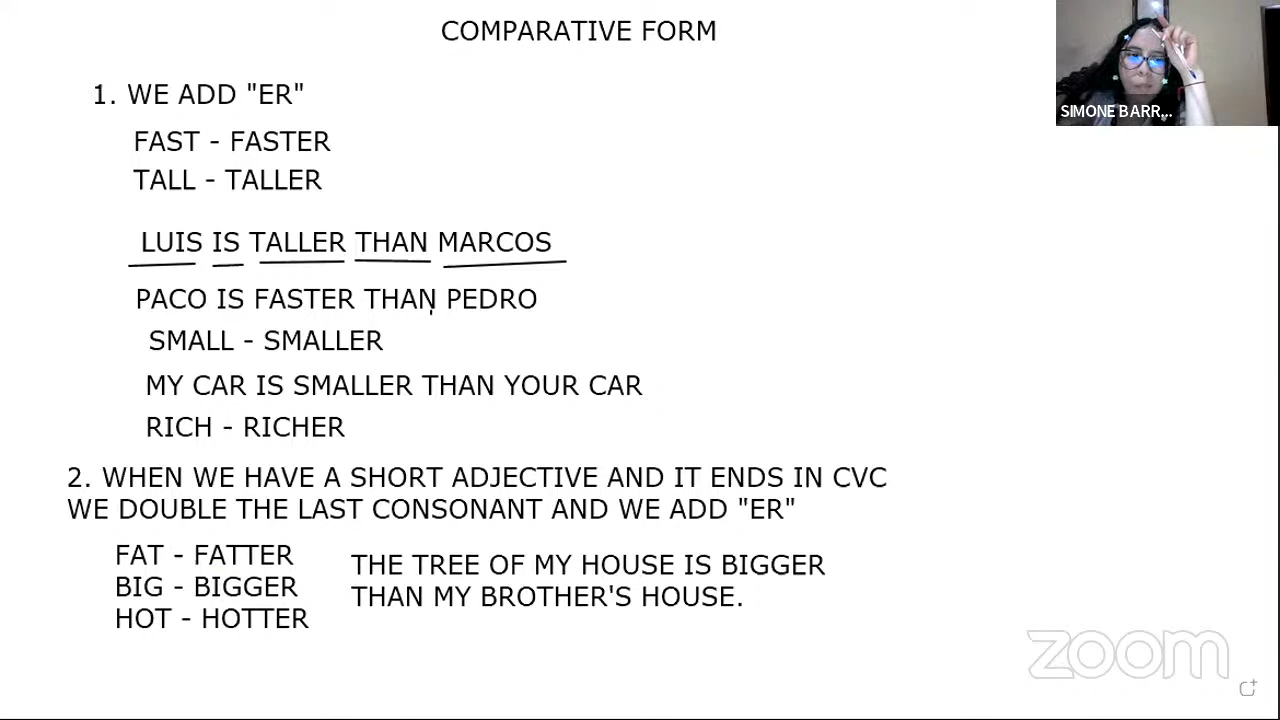 COMPARATIVE FORM
SIMONE BARR...
1. WE ADD "ER"
FAST - FASTER
TALL - TALLER
LUIS IS TALLER THAN MARCOS
PACO IS FASTER THAN PEDRO
SMALL - SMALLER
MY CAR IS SMALLER THAN YOUR CAR
RICH - RICHER
2. WHEN WE HAVE A SHORT ADJECTIVE AND IT ENDS IN CVC
WE DOUBLE THE LAST CONSONANT AND WE ADD "ER"
FAT - FATTER
BIG - BIGGER
HOT - HOTTER
THE TREE OF MY HOUSE IS BIGGER
THAN MY BROTHER'S HOUSE.
zoom